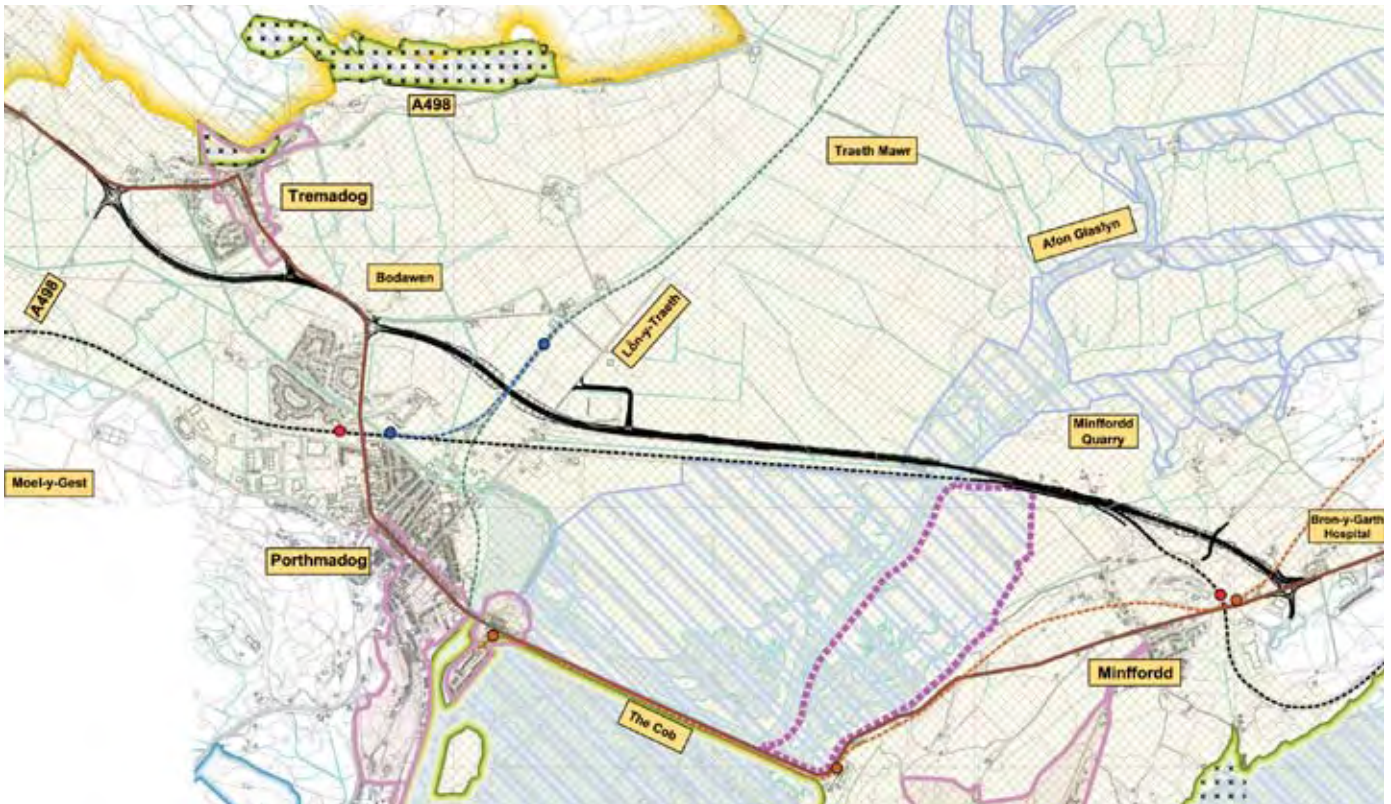 A498
Traeth Mawr
Tremadog
Afon Glaslyn
Bodawen
A498
Lôn-y-Traeth
Minffordd
Quarry
Moel-y-Gest
Bron-y-Garth
Hospital
Porthmadog
Minffordd
The Cob